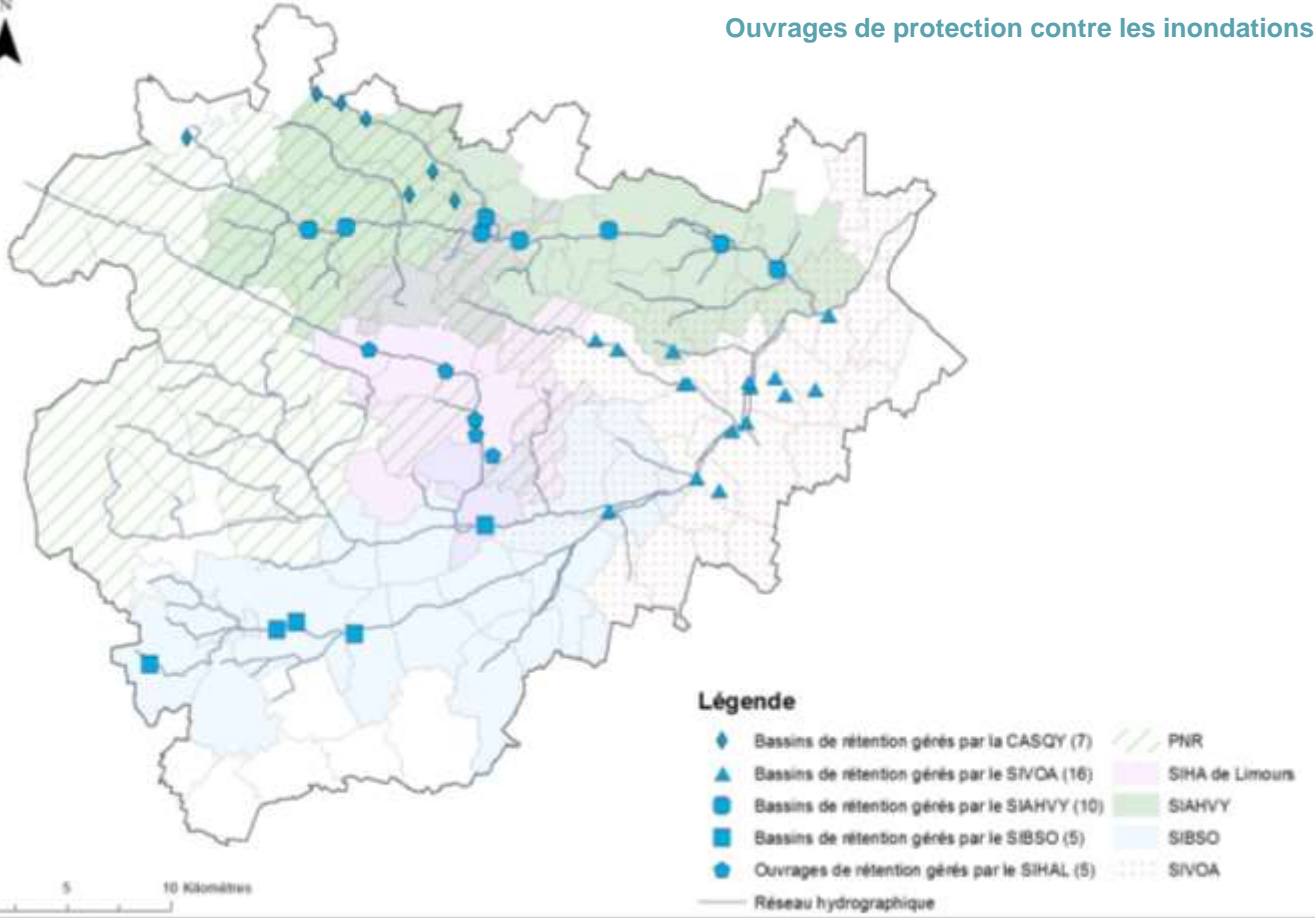 N
Ouvrages de protection contre les inondations
Légende
Bassins de rétention gérés par la CASQY (7)
Bassins de rétention gérés par le SIVOA (16)
Bassins de rétention gérés par le SIAHVY (10)
Bassins de rétention gérés par le SIBSO (5)
Ouvrages de rétention gérés par le SIHAL (5)
Réseau hydrographique
PNR
SIHA de Limours
SIAHVY
SIBSO
SIVOA
5 10 Kilomètres